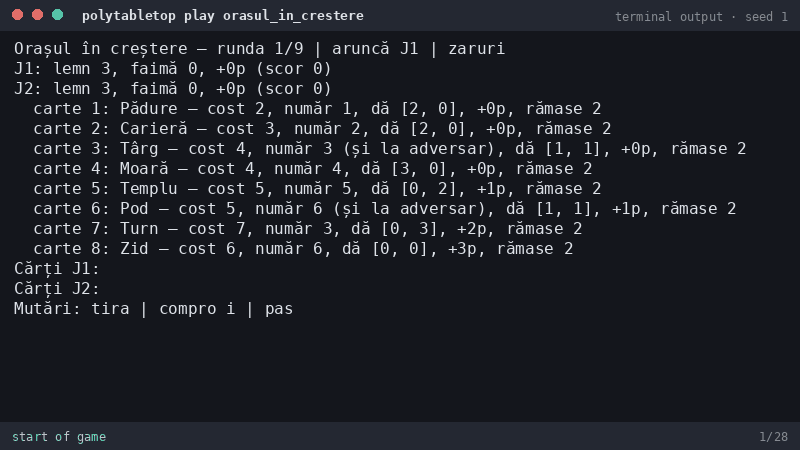 polytabletop play orasul_in_crestere
terminal output · seed 1
Orașul în creștere — runda 1/9 | aruncă J1 | zaruri
J1: lemn 3, faimă 0, +0p (scor 0)
J2: lemn 3, faimă 0, +0p (scor 0)
carte 1: Pădure — cost 2, număr 1, dă [2, 0], +0p, rămase 2
carte 2: Carieră — cost 3, număr 2, dă [2, 0], +0p, rămase 2
carte 3: Târg — cost 4, număr 3 (și la adversar), dă [1, 1], +0p, rămase 2
carte 4: Moară — cost 4, număr 4, dă [3, 0], +0p, rămase 2
carte 5: Templu — cost 5, număr 5, dă [0, 2], +1p, rămase 2
carte 6: Pod — cost 5, număr 6 (și la adversar), dă [1, 1], +1p, rămase 2
carte 7: Turn — cost 7, număr 3, dă [0, 3], +2p, rămase 2
carte 8: Zid — cost 6, număr 6, dă [0, 0], +3p, rămase 2
Cărți J1:
Cărți J2:
Mutări: tira | compro i | pas
start of game
1/28